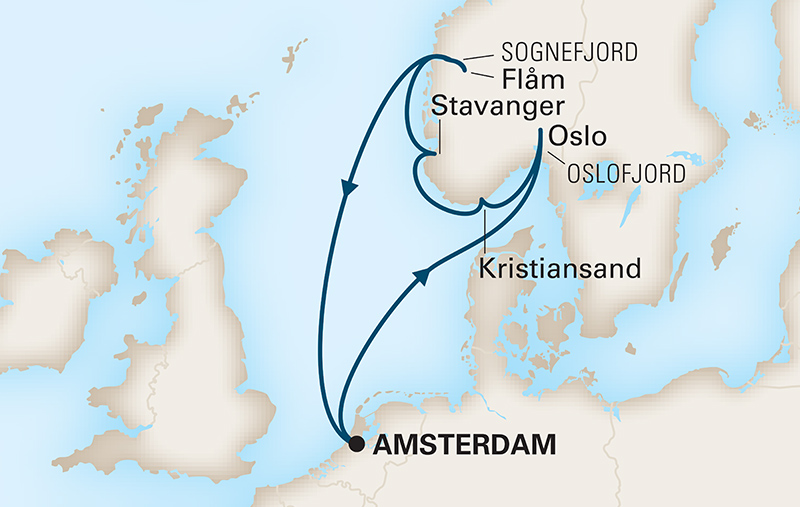 SOGNEFJORD
Flåm
Stavanger
Oslo
OSLOFJORD
Kristiansand
AMSTERDAM